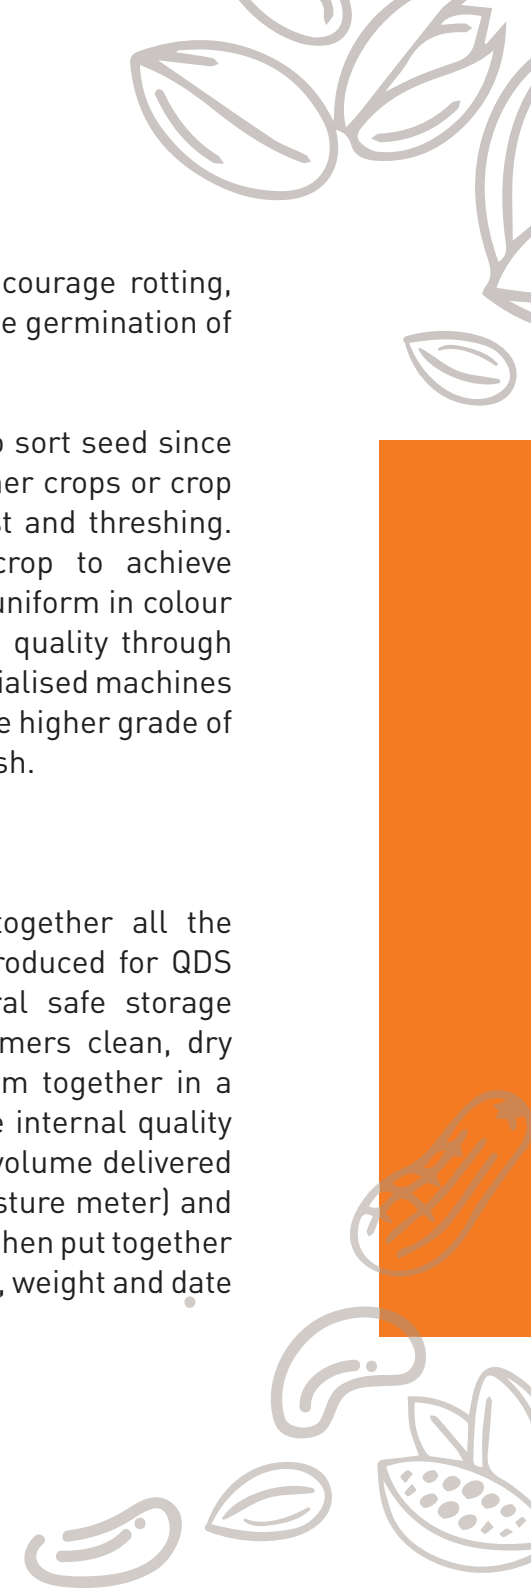 courage rotting,
e germination of
sort seed since
er crops or crop
st and threshing.
crop to achieve
uniform in colour
quality through
ialised machines
e higher grade of
sh.
together all the
roduced for QDS
ral safe storage
mers clean, dry
m together in a
e internal quality
volume delivered
sture meter) and
hen put together
, weight and date